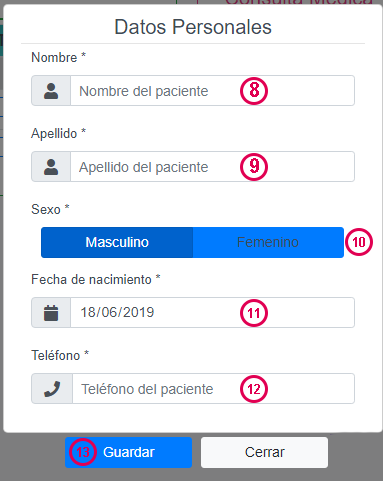 Consulta Médica
Datos Personales
Nombre *
Nombre del paciente 8
Apellido *
Apellido del paciente 9
Sexo *
Masculino Femenino 10
Fecha de nacimiento *
18/06/2019 11
Teléfono *
Teléfono del paciente 12
13 Guardar Cerrar